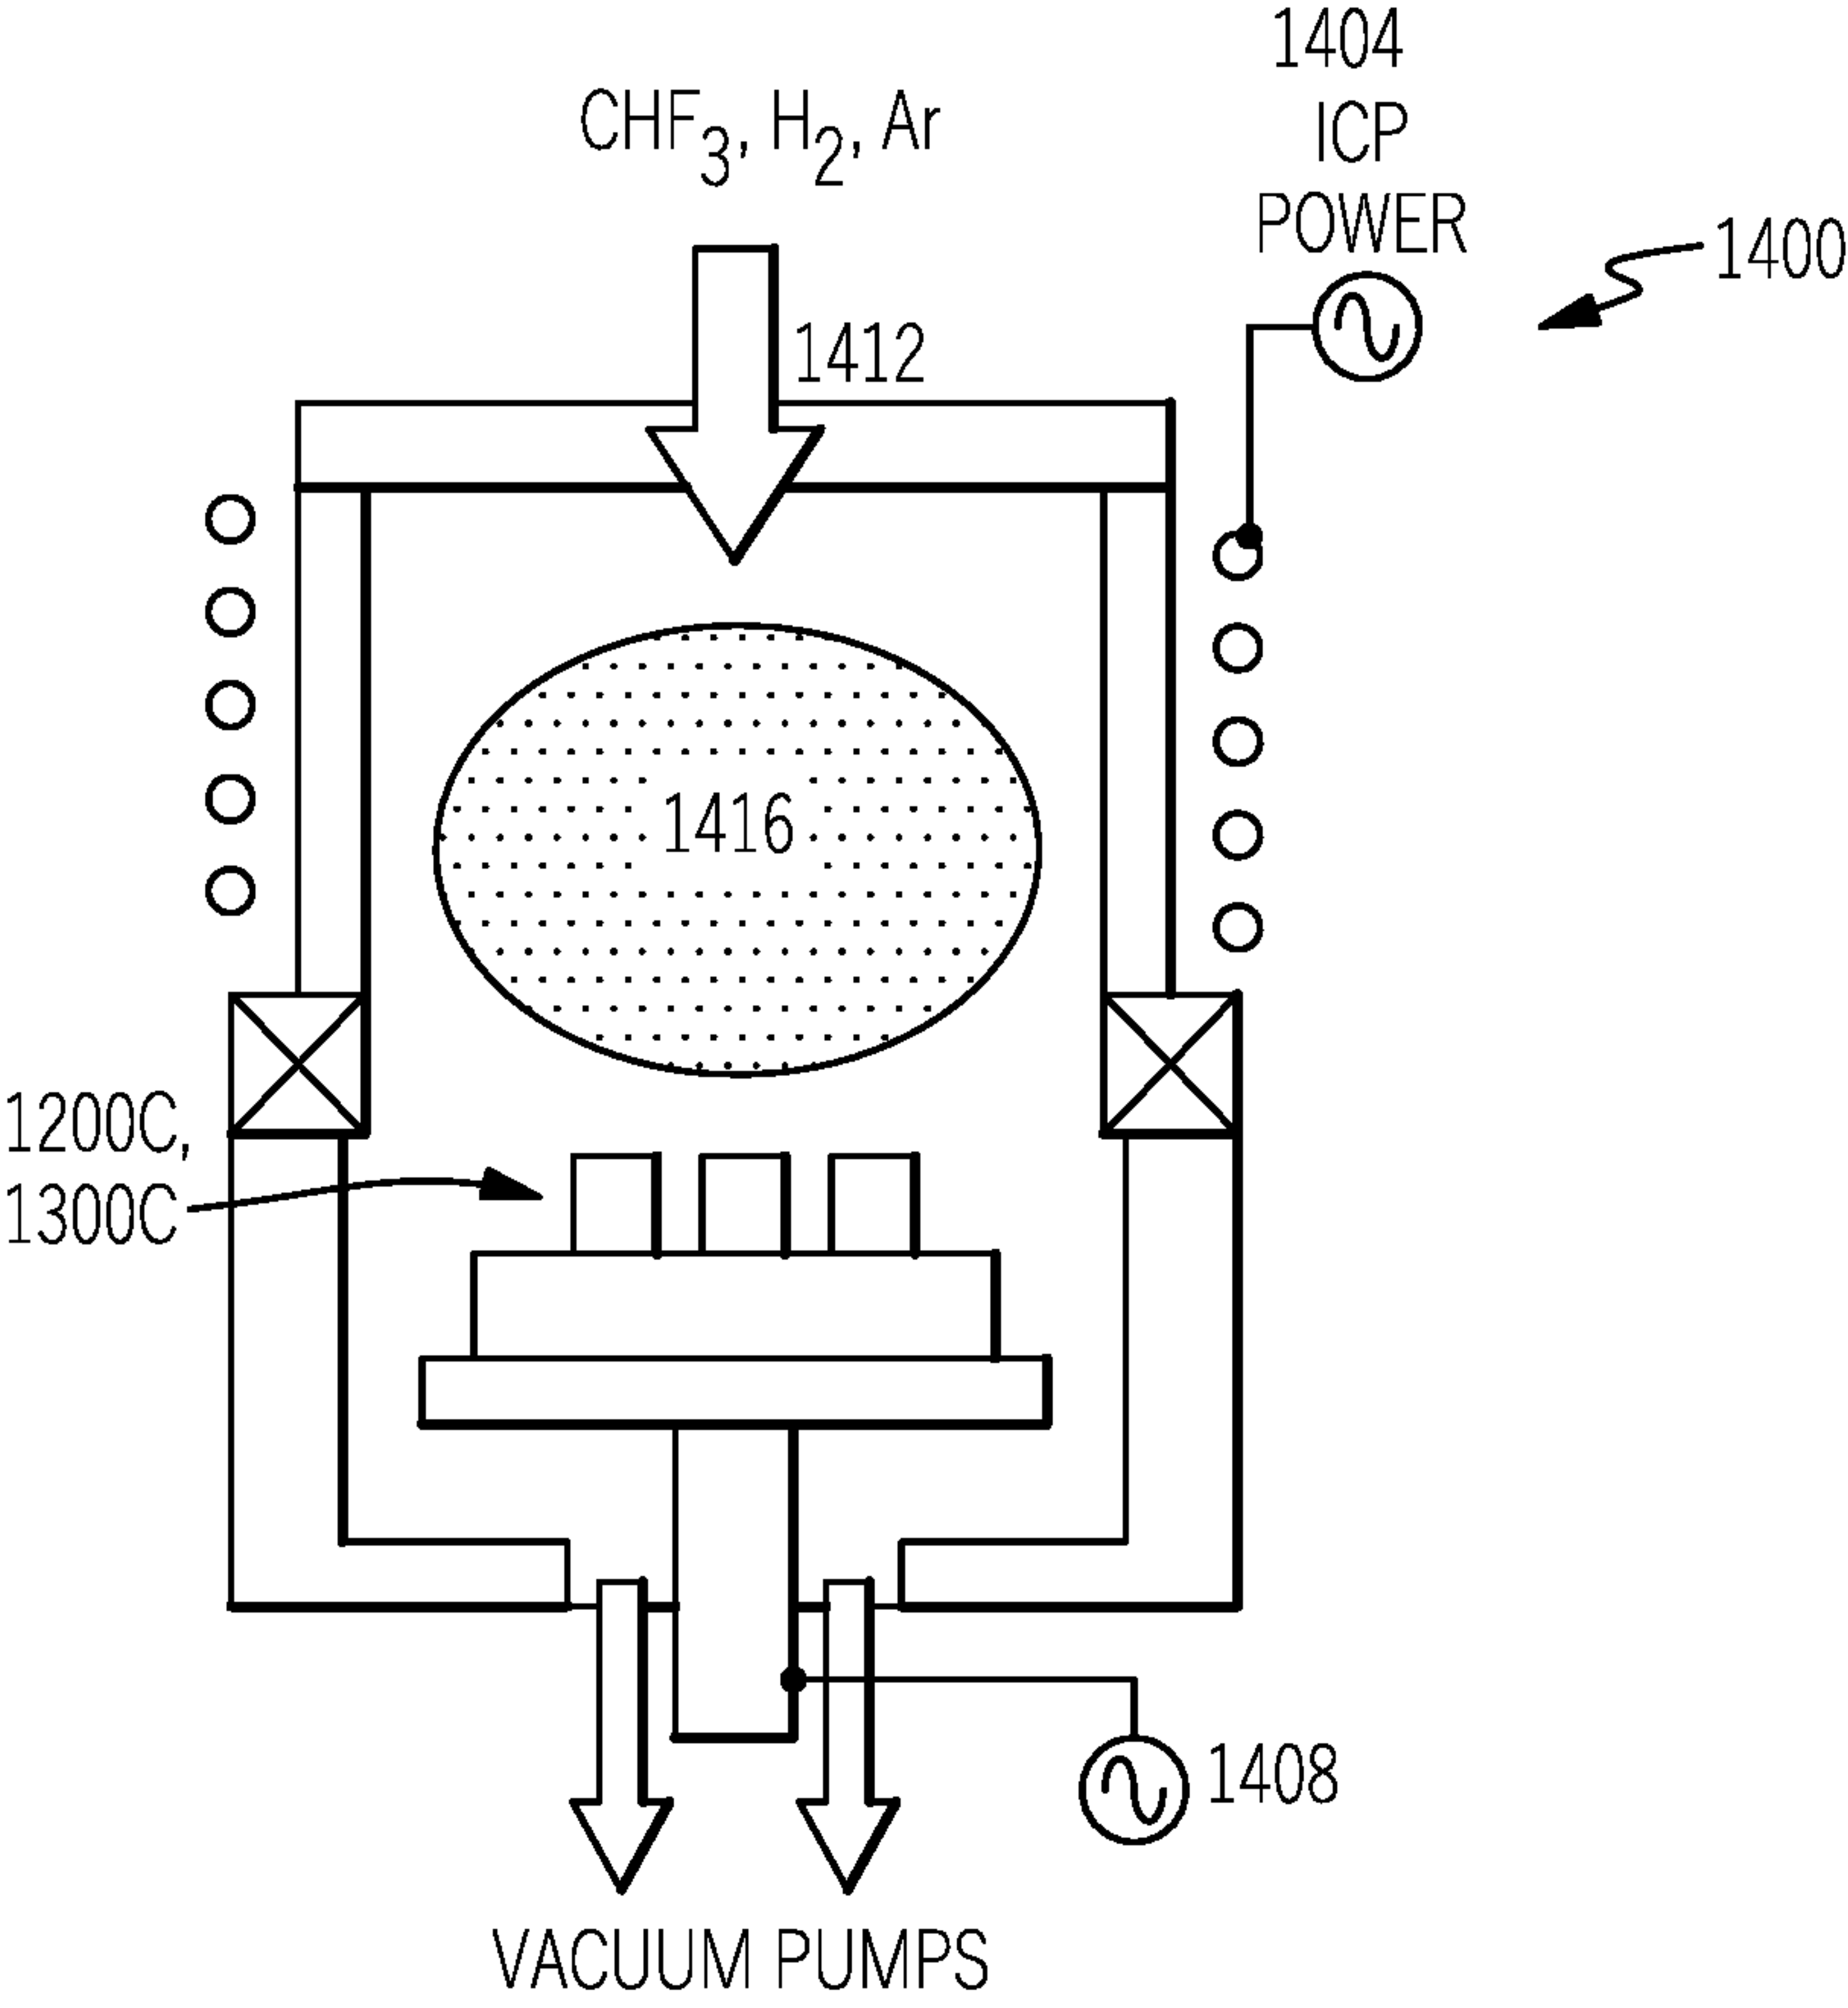 1404
ICP
POWER
CHF3, H2, Ar
1400
1412
1416
1200C,
1300C
1408
VACUUM PUMPS